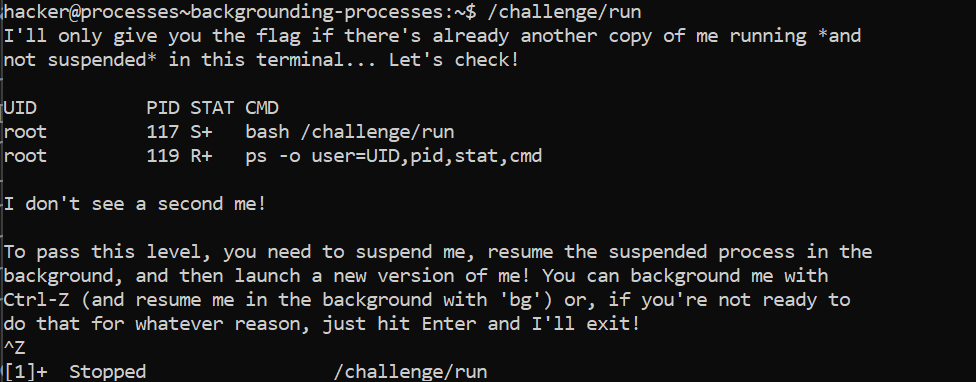 hacker@processes~backgrounding-processes:~$ /challenge/run
I'll only give you the flag if there's already another copy of me running *and
not suspended* in this terminal... Let's check!
UID             PID STAT CMD
root            117 S+   bash /challenge/run
root            119 R+   ps -o user=UID,pid,stat,cmd
I don't see a second me!
To pass this level, you need to suspend me, resume the suspended process in the
background, and then launch a new version of me! You can background me with
Ctrl-Z (and resume me in the background with 'bg') or, if you're not ready to
do that for whatever reason, just hit Enter and I'll exit!
^Z
[1]+  Stopped                 /challenge/run